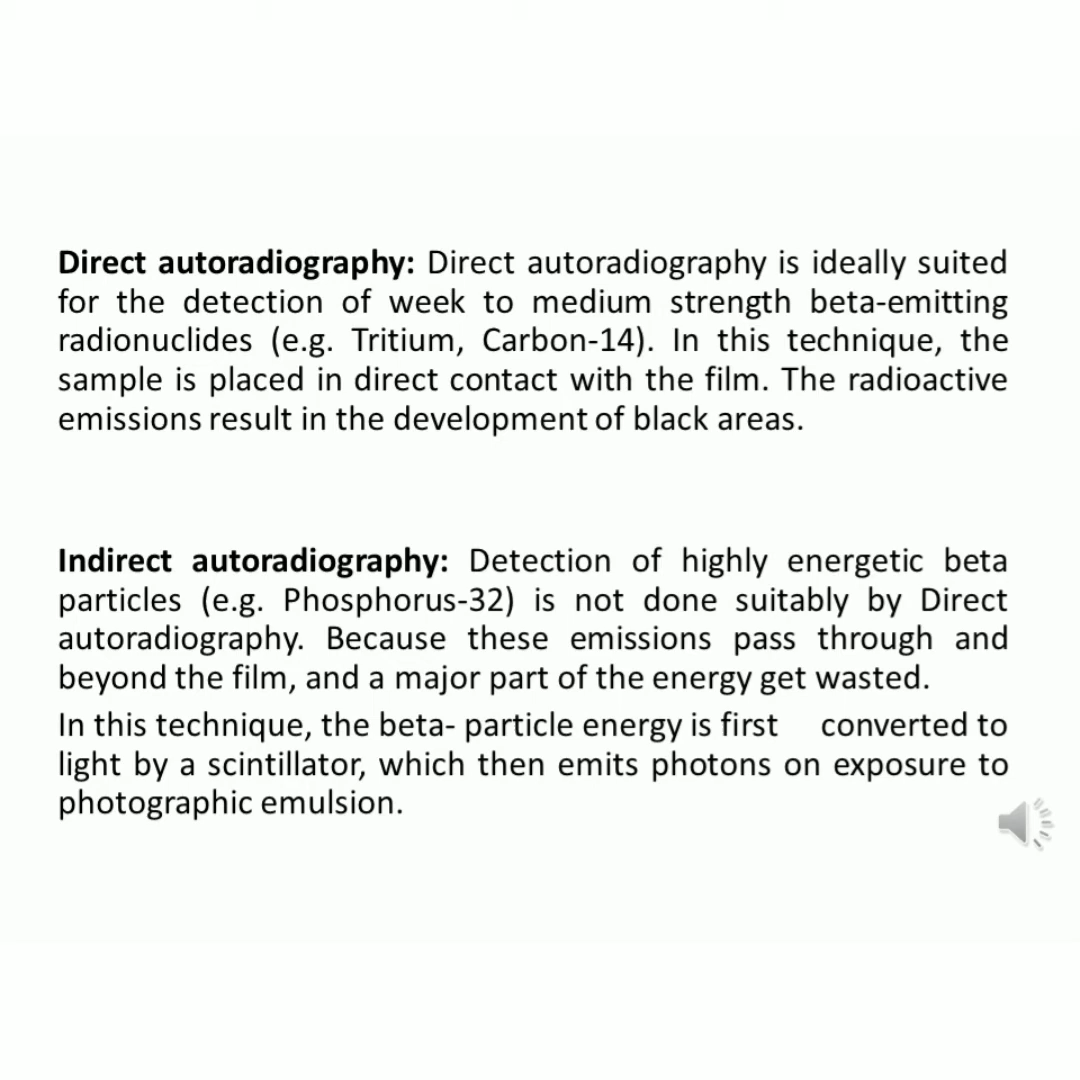 Direct autoradiography: Direct autoradiography is ideally suited
for the detection of week to medium strength beta-emitting
radionuclides (e.g. Tritium, Carbon-14). In this technique, the
sample is placed in direct contact with the film. The radioactive
emissions result in the development of black areas.
Indirect autoradiography: Detection of highly energetic beta
particles (e.g. Phosphorus-32) is not done suitably by Direct
autoradiography. Because these emissions pass through and
beyond the film, and a major part of the energy get wasted.
In this technique, the beta- particle energy is first converted to
light by a scintillator, which then emits photons on exposure to
photographic emulsion.